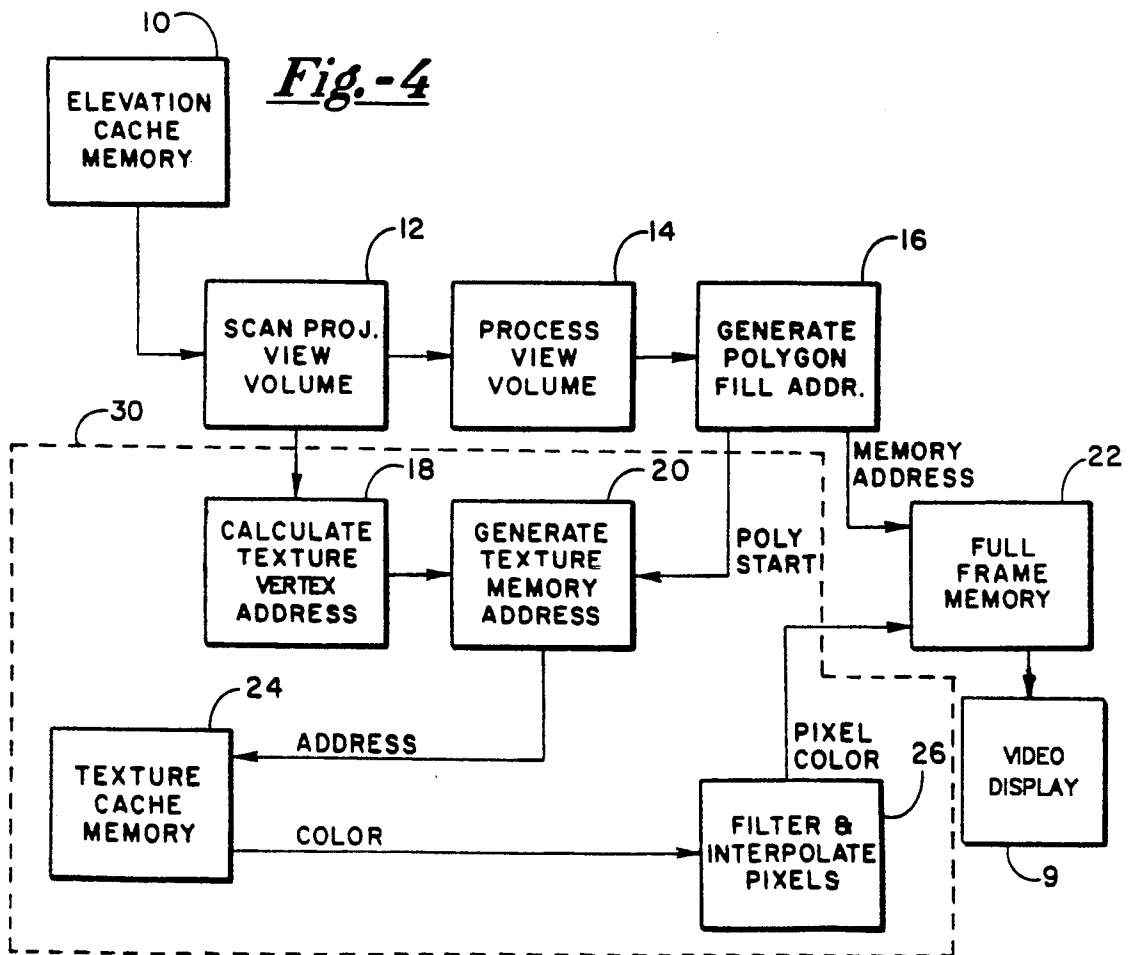 10
Fig.-4
ELEVATION
CACHE
MEMORY
12
14
16
SCAN PROJ.
VIEW
VOLUME
PROCESS
VIEW
VOLUME
GENERATE
POLYGON
FILL ADDR.
30
MEMORY
ADDRESS
18
20
22
CALCULATE
TEXTURE
VERTEX
ADDRESS
GENERATE
TEXTURE
MEMORY
ADDRESS
POLY
START
FULL
FRAME
MEMORY
24
ADDRESS
PIXEL
COLOR
26
TEXTURE
CACHE
MEMORY
COLOR
FILTER &
INTERPOLATE
PIXELS
VIDEO
DISPLAY
9